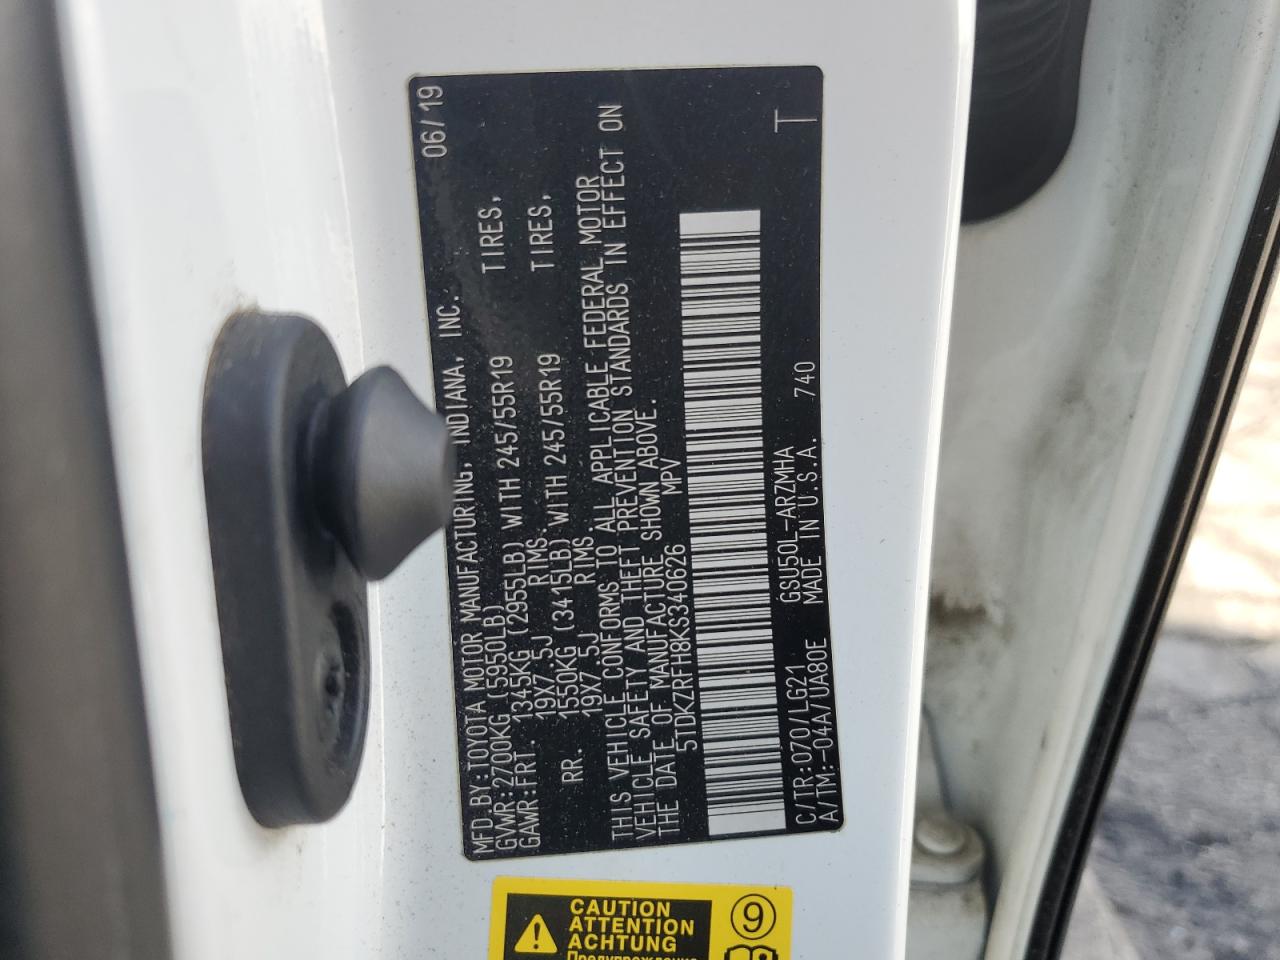 MFD.BY:TOYOTA MOTOR MANUFACTURING, INDIANA, INC. 06/19
GVWR:2700KG (5950LB)
GAWR:FRT. 1345KG (2955LB) WITH 245/55R19 TIRES,
19X7.5J RIMS.
RR. 1550KG (3415LB) WITH 245/55R19 TIRES,
19X7.5J RIMS.
THIS VEHICLE CONFORMS TO ALL APPLICABLE FEDERAL MOTOR
VEHICLE SAFETY AND THEFT PREVENTION STANDARDS IN EFFECT ON
THE DATE OF MANUFACTURE SHOWN ABOVE.
5TDKZRFH8KS340626 MPV
C/TR:070/LG21 GSU50L-ARZMHA
A/TM:-04A/UA80E MADE IN U.S.A. 740
T
CAUTION
ATTENTION
ACHTUNG
Предупреждение
9